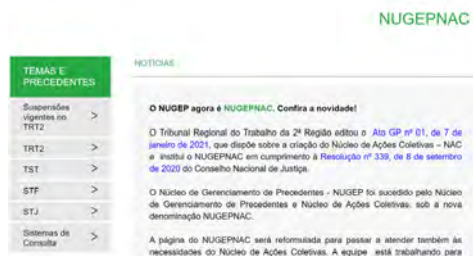 NUGEPNAC
TEMAS E
PRECEDENTES
NOTÍCIAS
Suspensões
vigentes no
TRT2
>
TRT2 >
TST >
STF >
STJ >
Sistemas de
Consulta
>
O NUGEP agora é NUGEPNAC. Confira a novidade!
O Tribunal Regional do Trabalho da 2ª Região editou o Ato GP nº 01, de 7 de
janeiro de 2021, que dispõe sobre a criação do Núcleo de Ações Coletivas – NAC
e institui o NUGEPNAC em cumprimento à Resolução nº 339, de 8 de setembro
de 2020 do Conselho Nacional de Justiça.
O Núcleo de Gerenciamento de Precedentes - NUGEP foi sucedido pelo Núcleo
de Gerenciamento de Precedentes e Núcleo de Ações Coletivas, sob a nova
denominação NUGEPNAC.
A página do NUGEPNAC será reformulada para passar a atender também às
necessidades do Núcleo de Ações Coletivas. A equipe está trabalhando para